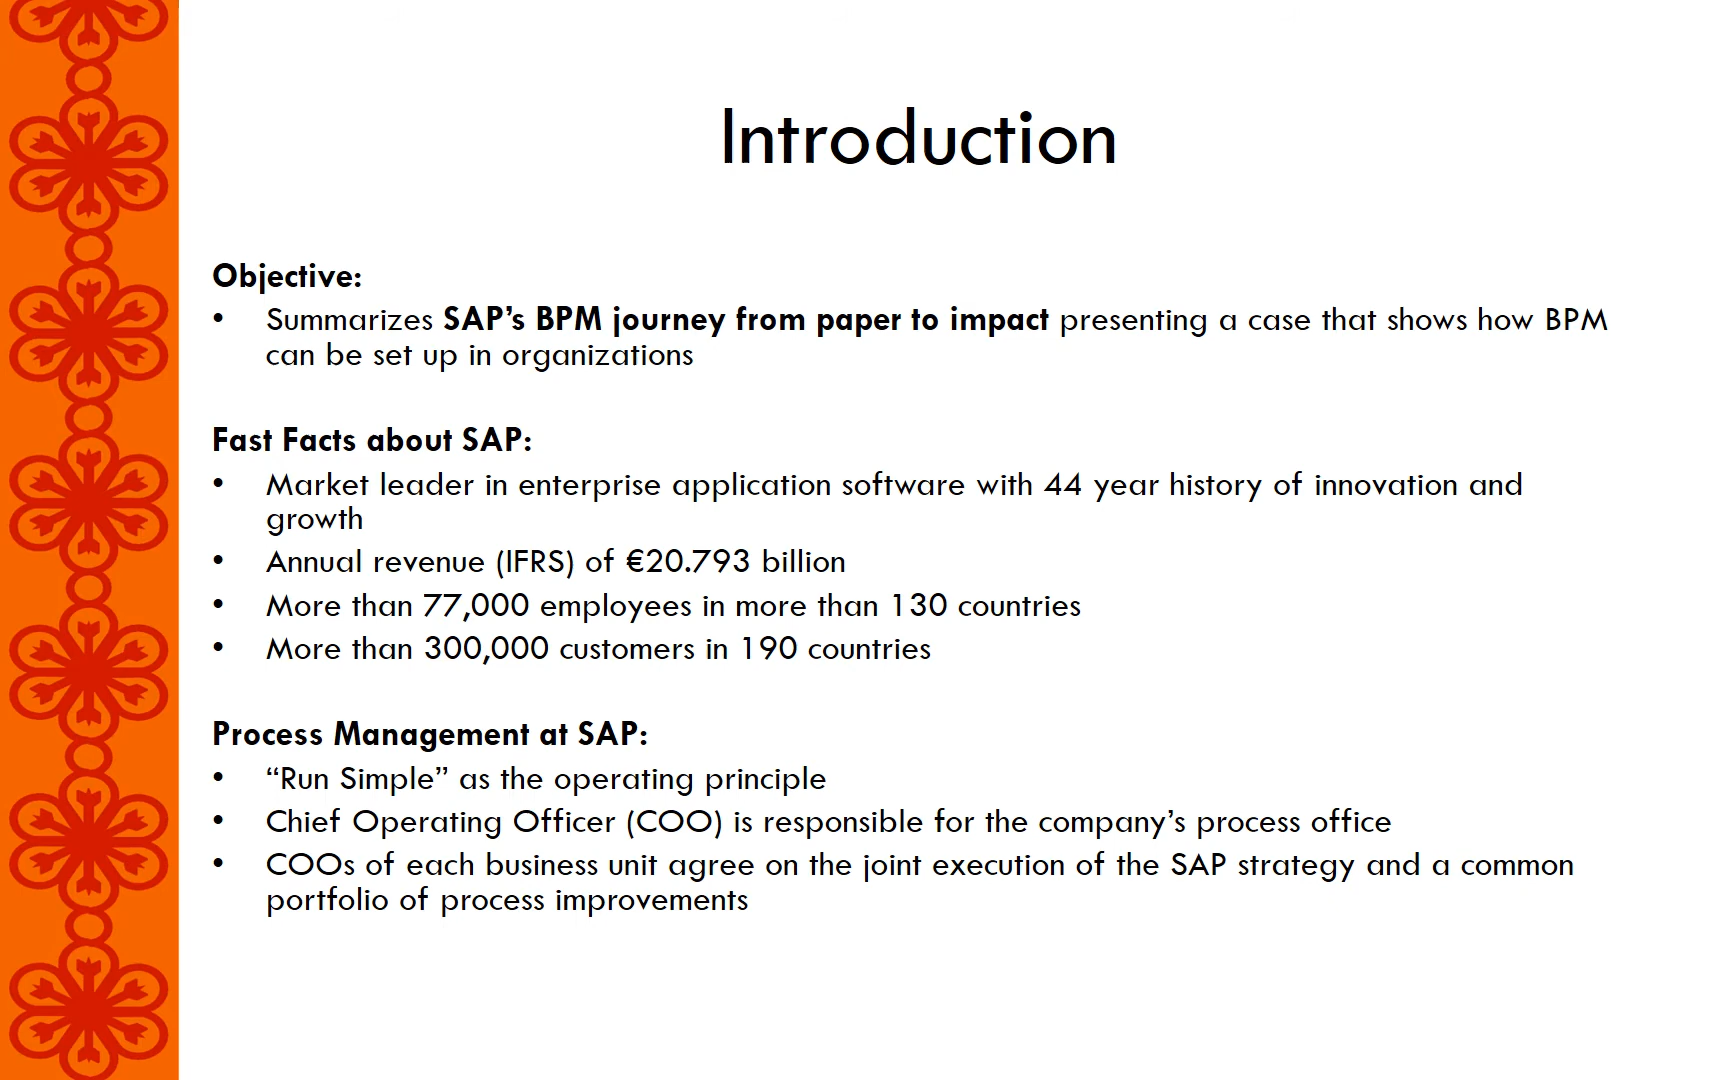 Introduction
Objective:
• Summarizes SAP’s BPM journey from paper to impact presenting a case that shows how BPM
can be set up in organizations
Fast Facts about SAP:
• Market leader in enterprise application software with 44 year history of innovation and
growth
• Annual revenue (IFRS) of €20.793 billion
• More than 77,000 employees in more than 130 countries
• More than 300,000 customers in 190 countries
Process Management at SAP:
• “Run Simple” as the operating principle
• Chief Operating Officer (COO) is responsible for the company’s process office
• COOs of each business unit agree on the joint execution of the SAP strategy and a common
portfolio of process improvements